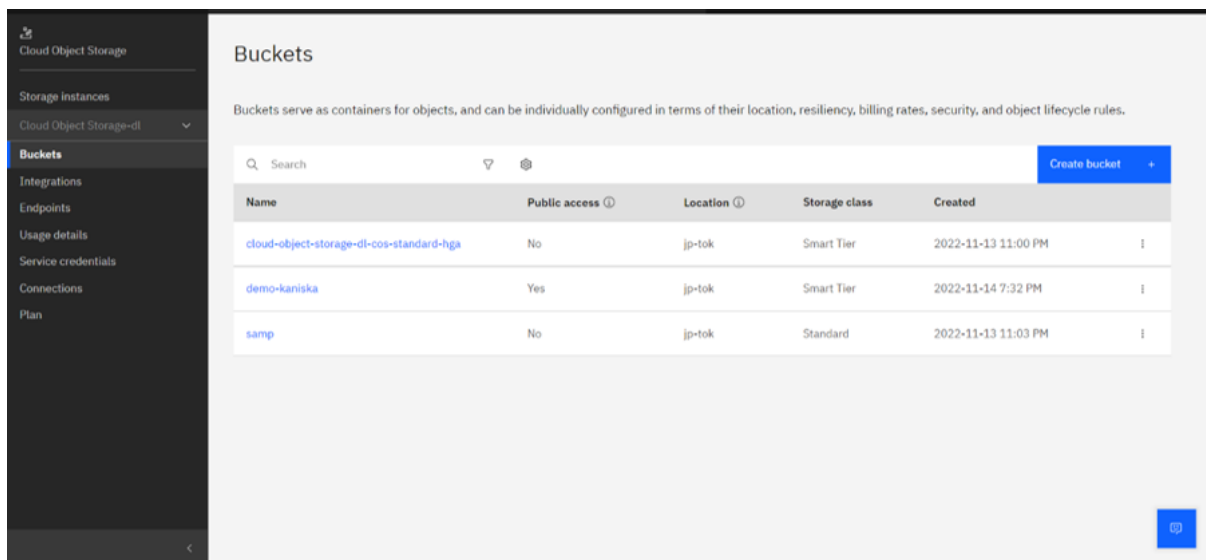 Cloud Object Storage
Storage instances
Cloud Object Storage-dl
Buckets
Integrations
Endpoints
Usage details
Service credentials
Connections
Plan
Buckets
Buckets serve as containers for objects, and can be individually configured in terms of their location, resiliency, billing rates, security, and object lifecycle rules.
Search
Create bucket +
Name Public access Location Storage class Created
cloud-object-storage-dl-cos-standard-hga No jp-tok Smart Tier 2022-11-13 11:00 PM
demo-kaniska Yes jp-tok Smart Tier 2022-11-14 7:32 PM
samp No jp-tok Standard 2022-11-13 11:03 PM